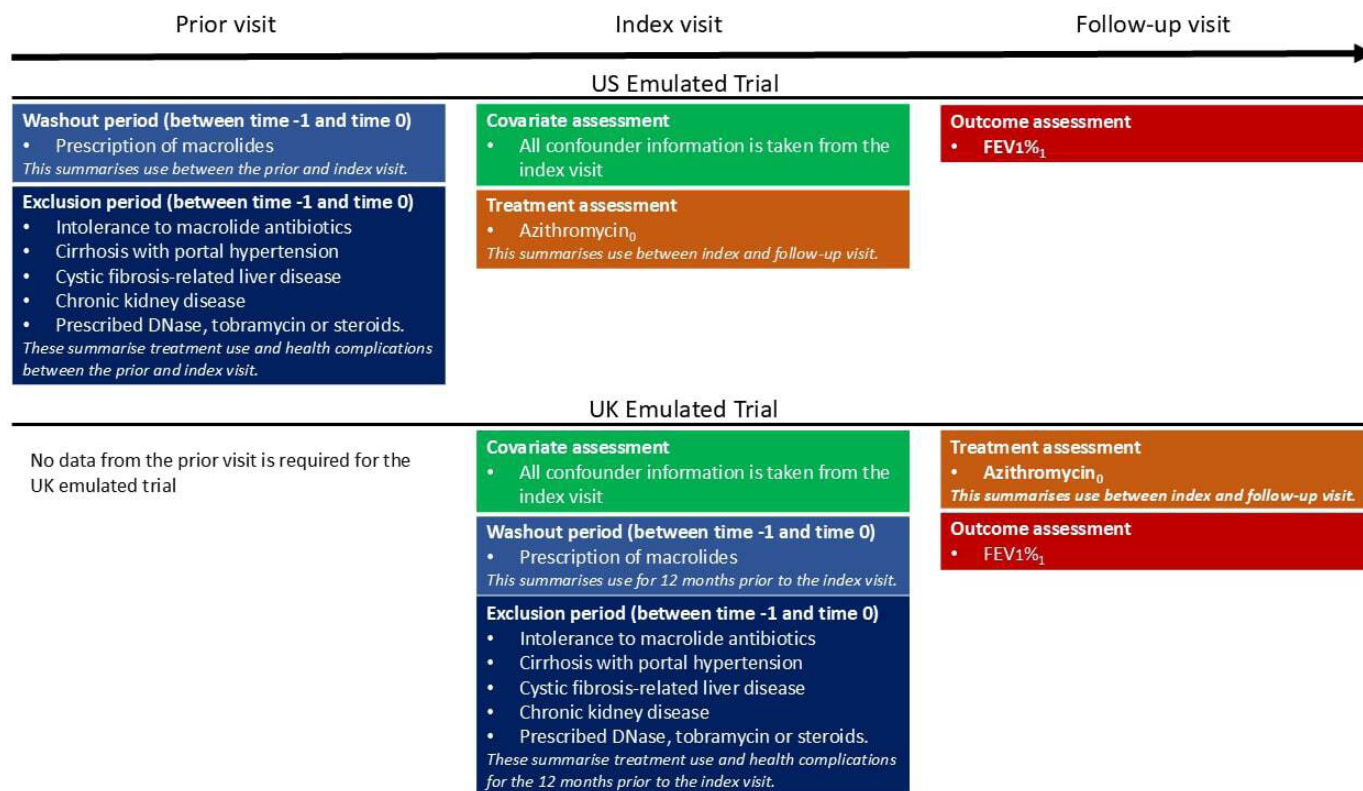 Prior visit
Index visit
Follow-up visit
US Emulated Trial
Washout period (between time -1 and time 0)
• Prescription of macrolides
This summarises use between the prior and index visit.
Exclusion period (between time -1 and time 0)
• Intolerance to macrolide antibiotics
• Cirrhosis with portal hypertension
• Cystic fibrosis-related liver disease
• Chronic kidney disease
• Prescribed DNase, tobramycin or steroids.
These summarise treatment use and health complications
between the prior and index visit.
Covariate assessment
• All confounder information is taken from the
index visit
Treatment assessment
• Azithromycin₀
This summarises use between index and follow-up visit.
Outcome assessment
• FEV1%₁
UK Emulated Trial
No data from the prior visit is required for the
UK emulated trial
Covariate assessment
• All confounder information is taken from the
index visit
Washout period (between time -1 and time 0)
• Prescription of macrolides
This summarises use for 12 months prior to the index visit.
Exclusion period (between time -1 and time 0)
• Intolerance to macrolide antibiotics
• Cirrhosis with portal hypertension
• Cystic fibrosis-related liver disease
• Chronic kidney disease
• Prescribed DNase, tobramycin or steroids.
These summarise treatment use and health complications
for the 12 months prior to the index visit.
Treatment assessment
• Azithromycin₀
This summarises use between index and follow-up visit.
Outcome assessment
• FEV1%₁